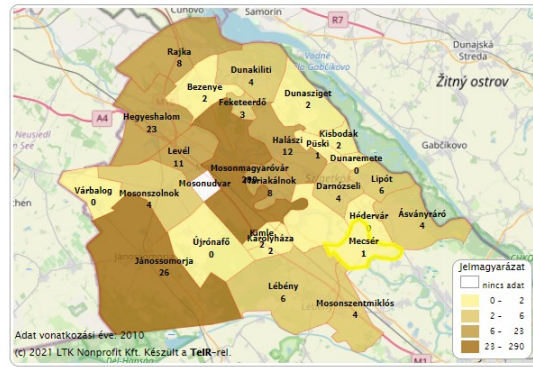 Čunovo
Šamorín
R7
Vodné
dielo
Gabčíkovo
Dunajská
Streda
Žitný ostrov
Rajka
8
Dunakiliti
4
Bezenye
2
Dunasziget
2
Feketeerdő
3
A4
Hegyeshalom
23
Gabčíkovo
Halászi
12
Kisbodak
2
Püski
1
Levél
11
Dunaremete
0
Mosonmagyaróvár
Mosonudvar
Máriakálnok
8
Darnózseli
4
Lipót
6
Várbalog
0
Mosonszolnok
4
Hédervár
Ásványráró
4
Kimle
2
Károlyháza
2
Mecsér
1
Újrónafő
0
Jánossomorja
26
Lébény
6
Mosonszentmiklós
4
M1
Jelmagyarázat
nincs adat
0 - 2
2 - 6
6 - 23
23 - 290
Adat vonatkozási éve: 2010
(c) 2021 LTK Nonprofit Kft. Készült a TeIR-rel.